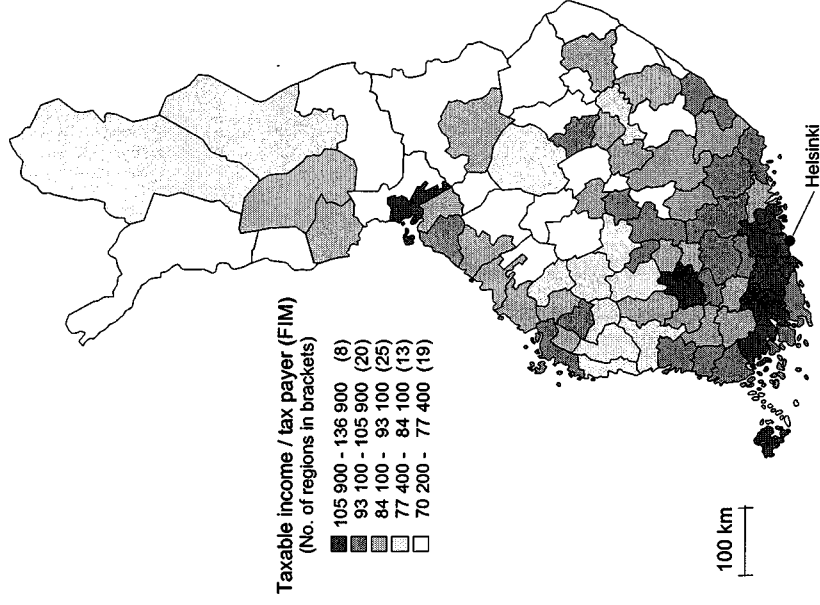 Taxable income / tax payer (FIM)
(No. of regions in brackets)
105 900 - 136 900 (8)
93 100 - 105 900 (20)
84 100 - 93 100 (25)
77 400 - 84 100 (13)
70 200 - 77 400 (19)
100 km
Helsinki